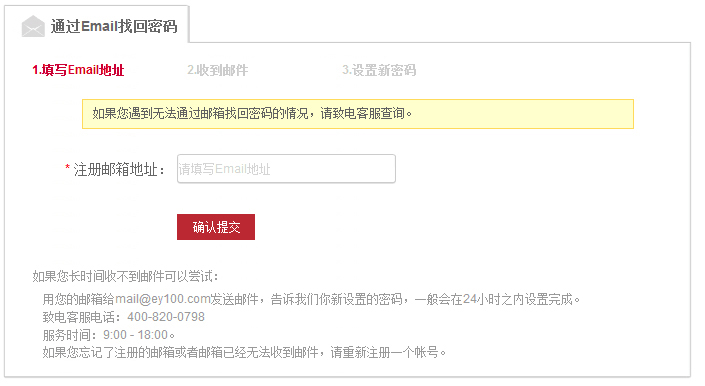 通过Email找回密码
1.填写Email地址 2.收到邮件 3.设置新密码
如果您遇到无法通过邮箱找回密码的情况，请致电客服查询。
* 注册邮箱地址： 请填写Email地址
确认提交
如果您长时间收不到邮件可以尝试：
用您的邮箱给mail@ey100.com发送邮件，告诉我们你新设置的密码，一般会在24小时之内设置完成。
致电客服电话：400-820-0798
服务时间：9:00 - 18:00。
如果您忘记了注册的邮箱或者邮箱已经无法收到邮件，请重新注册一个帐号。